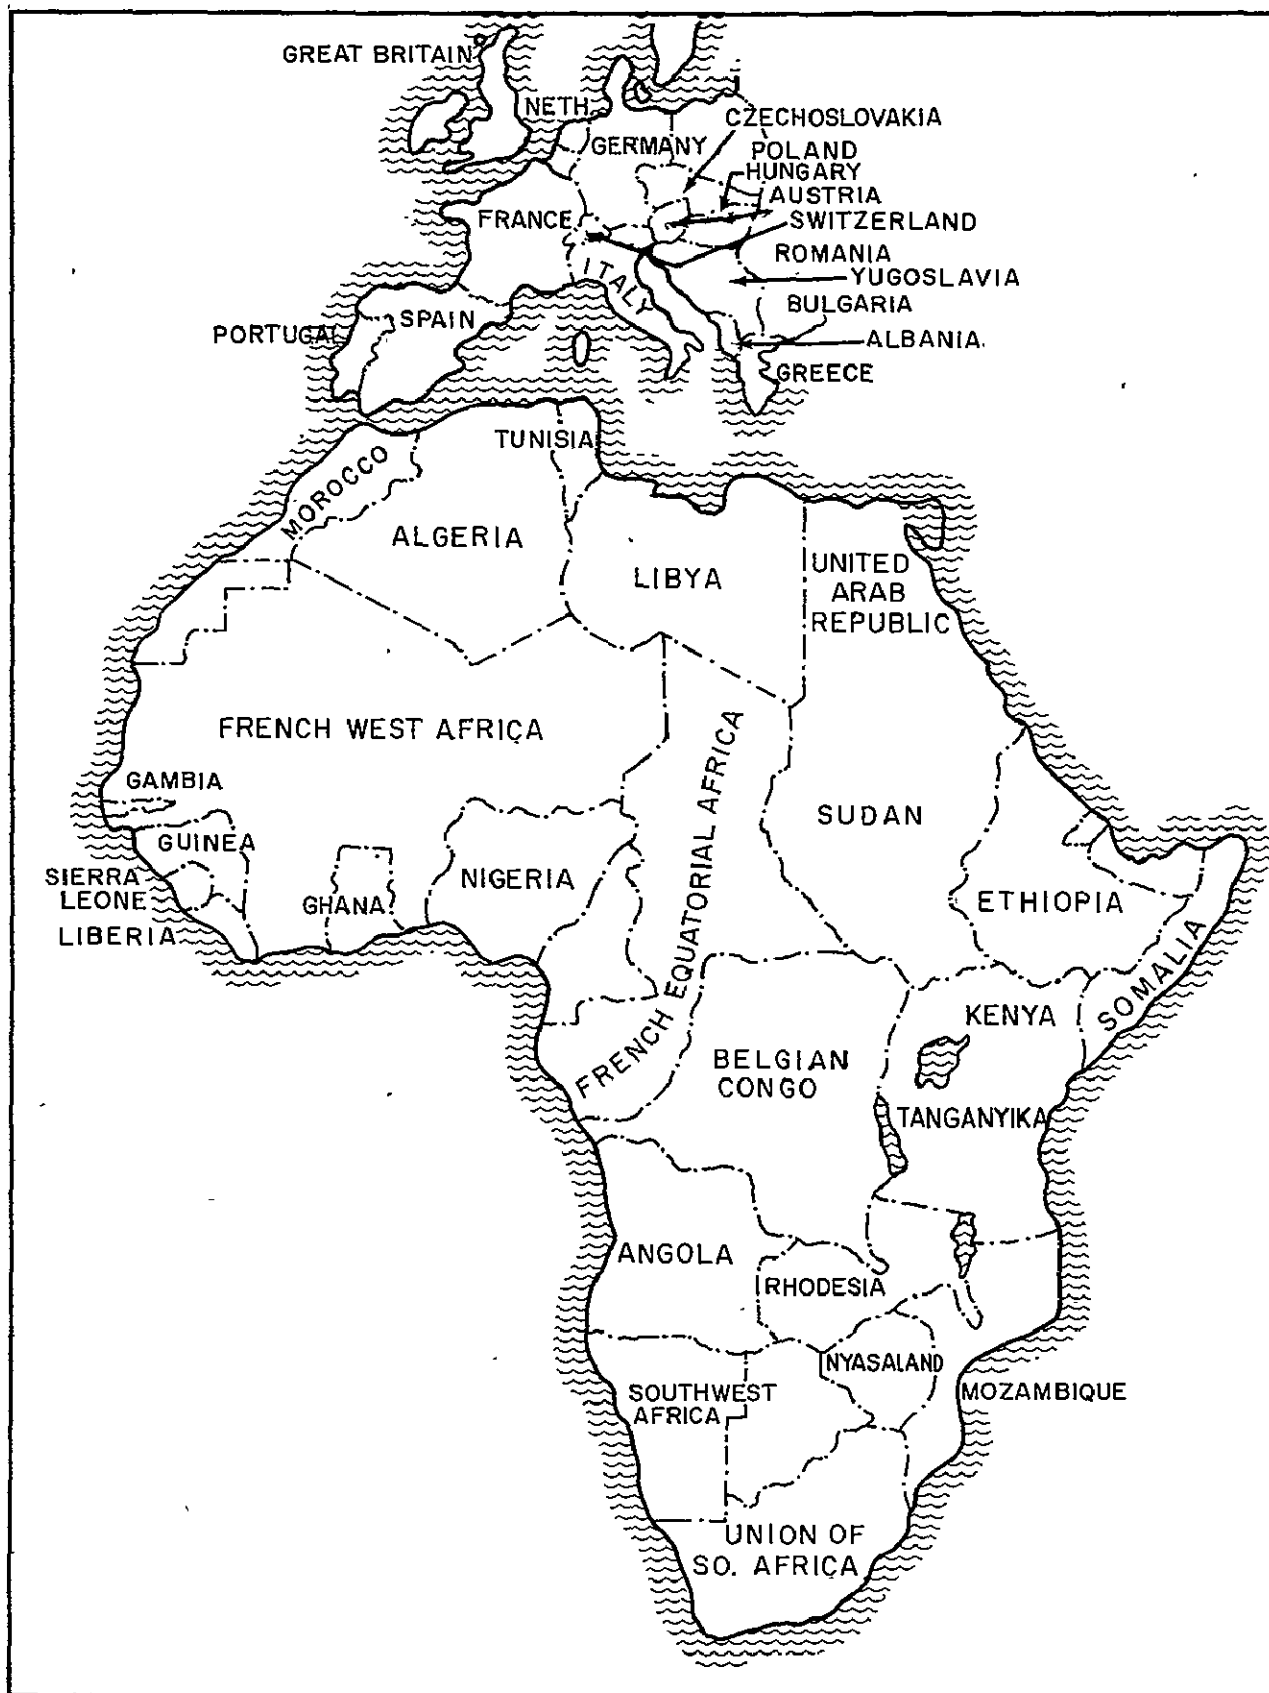 GREAT BRITAIN
NETH.
CZECHOSLOVAKIA
GERMANY
POLAND
HUNGARY
AUSTRIA
FRANCE
SWITZERLAND
ROMANIA
ITALY
YUGOSLAVIA
BULGARIA
SPAIN
PORTUGAL
ALBANIA
GREECE
TUNISIA
MOROCCO
ALGERIA
LIBYA
UNITED
ARAB
REPUBLIC
FRENCH WEST AFRICA
GAMBIA
FRENCH EQUATORIAL AFRICA
SUDAN
GUINEA
SIERRA
LEONE
NIGERIA
GHANA
ETHIOPIA
LIBERIA
SOMALIA
KENYA
BELGIAN
CONGO
TANGANYIKA
ANGOLA
RHODESIA
NYASALAND
SOUTHWEST
AFRICA
MOZAMBIQUE
UNION OF
SO. AFRICA